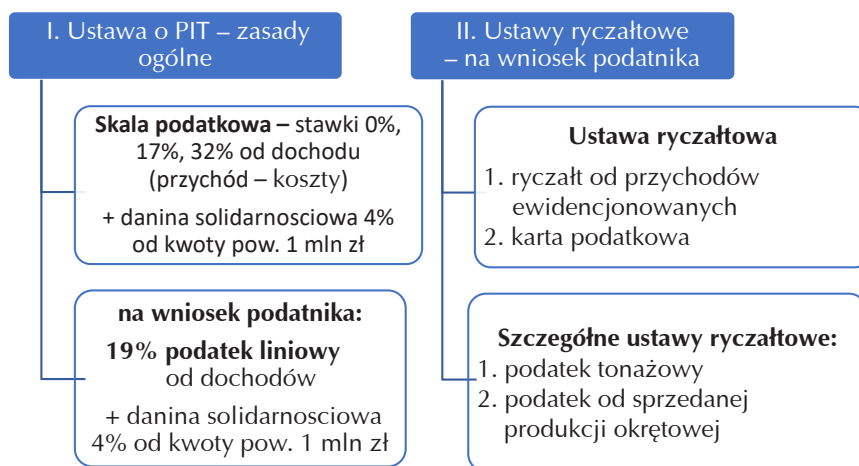 I. Ustawa o PIT – zasady
ogólne
Skala podatkowa – stawki 0%,
17%, 32% od dochodu
(przychód – koszty)
+ danina solidarnosciowa 4%
od kwoty pow. 1 mln zł
na wniosek podatnika:
19% podatek liniowy
od dochodów
+ danina solidarnosciowa
4% od kwoty pow. 1 mln zł
II. Ustawy ryczałtowe
– na wniosek podatnika
Ustawa ryczałtowa
1. ryczałt od przychodów
ewidencjonowanych
2. karta podatkowa
Szczegółne ustawy ryczałtowe:
1. podatek tonażowy
2. podatek od sprzedanej
produkcji okrętowej